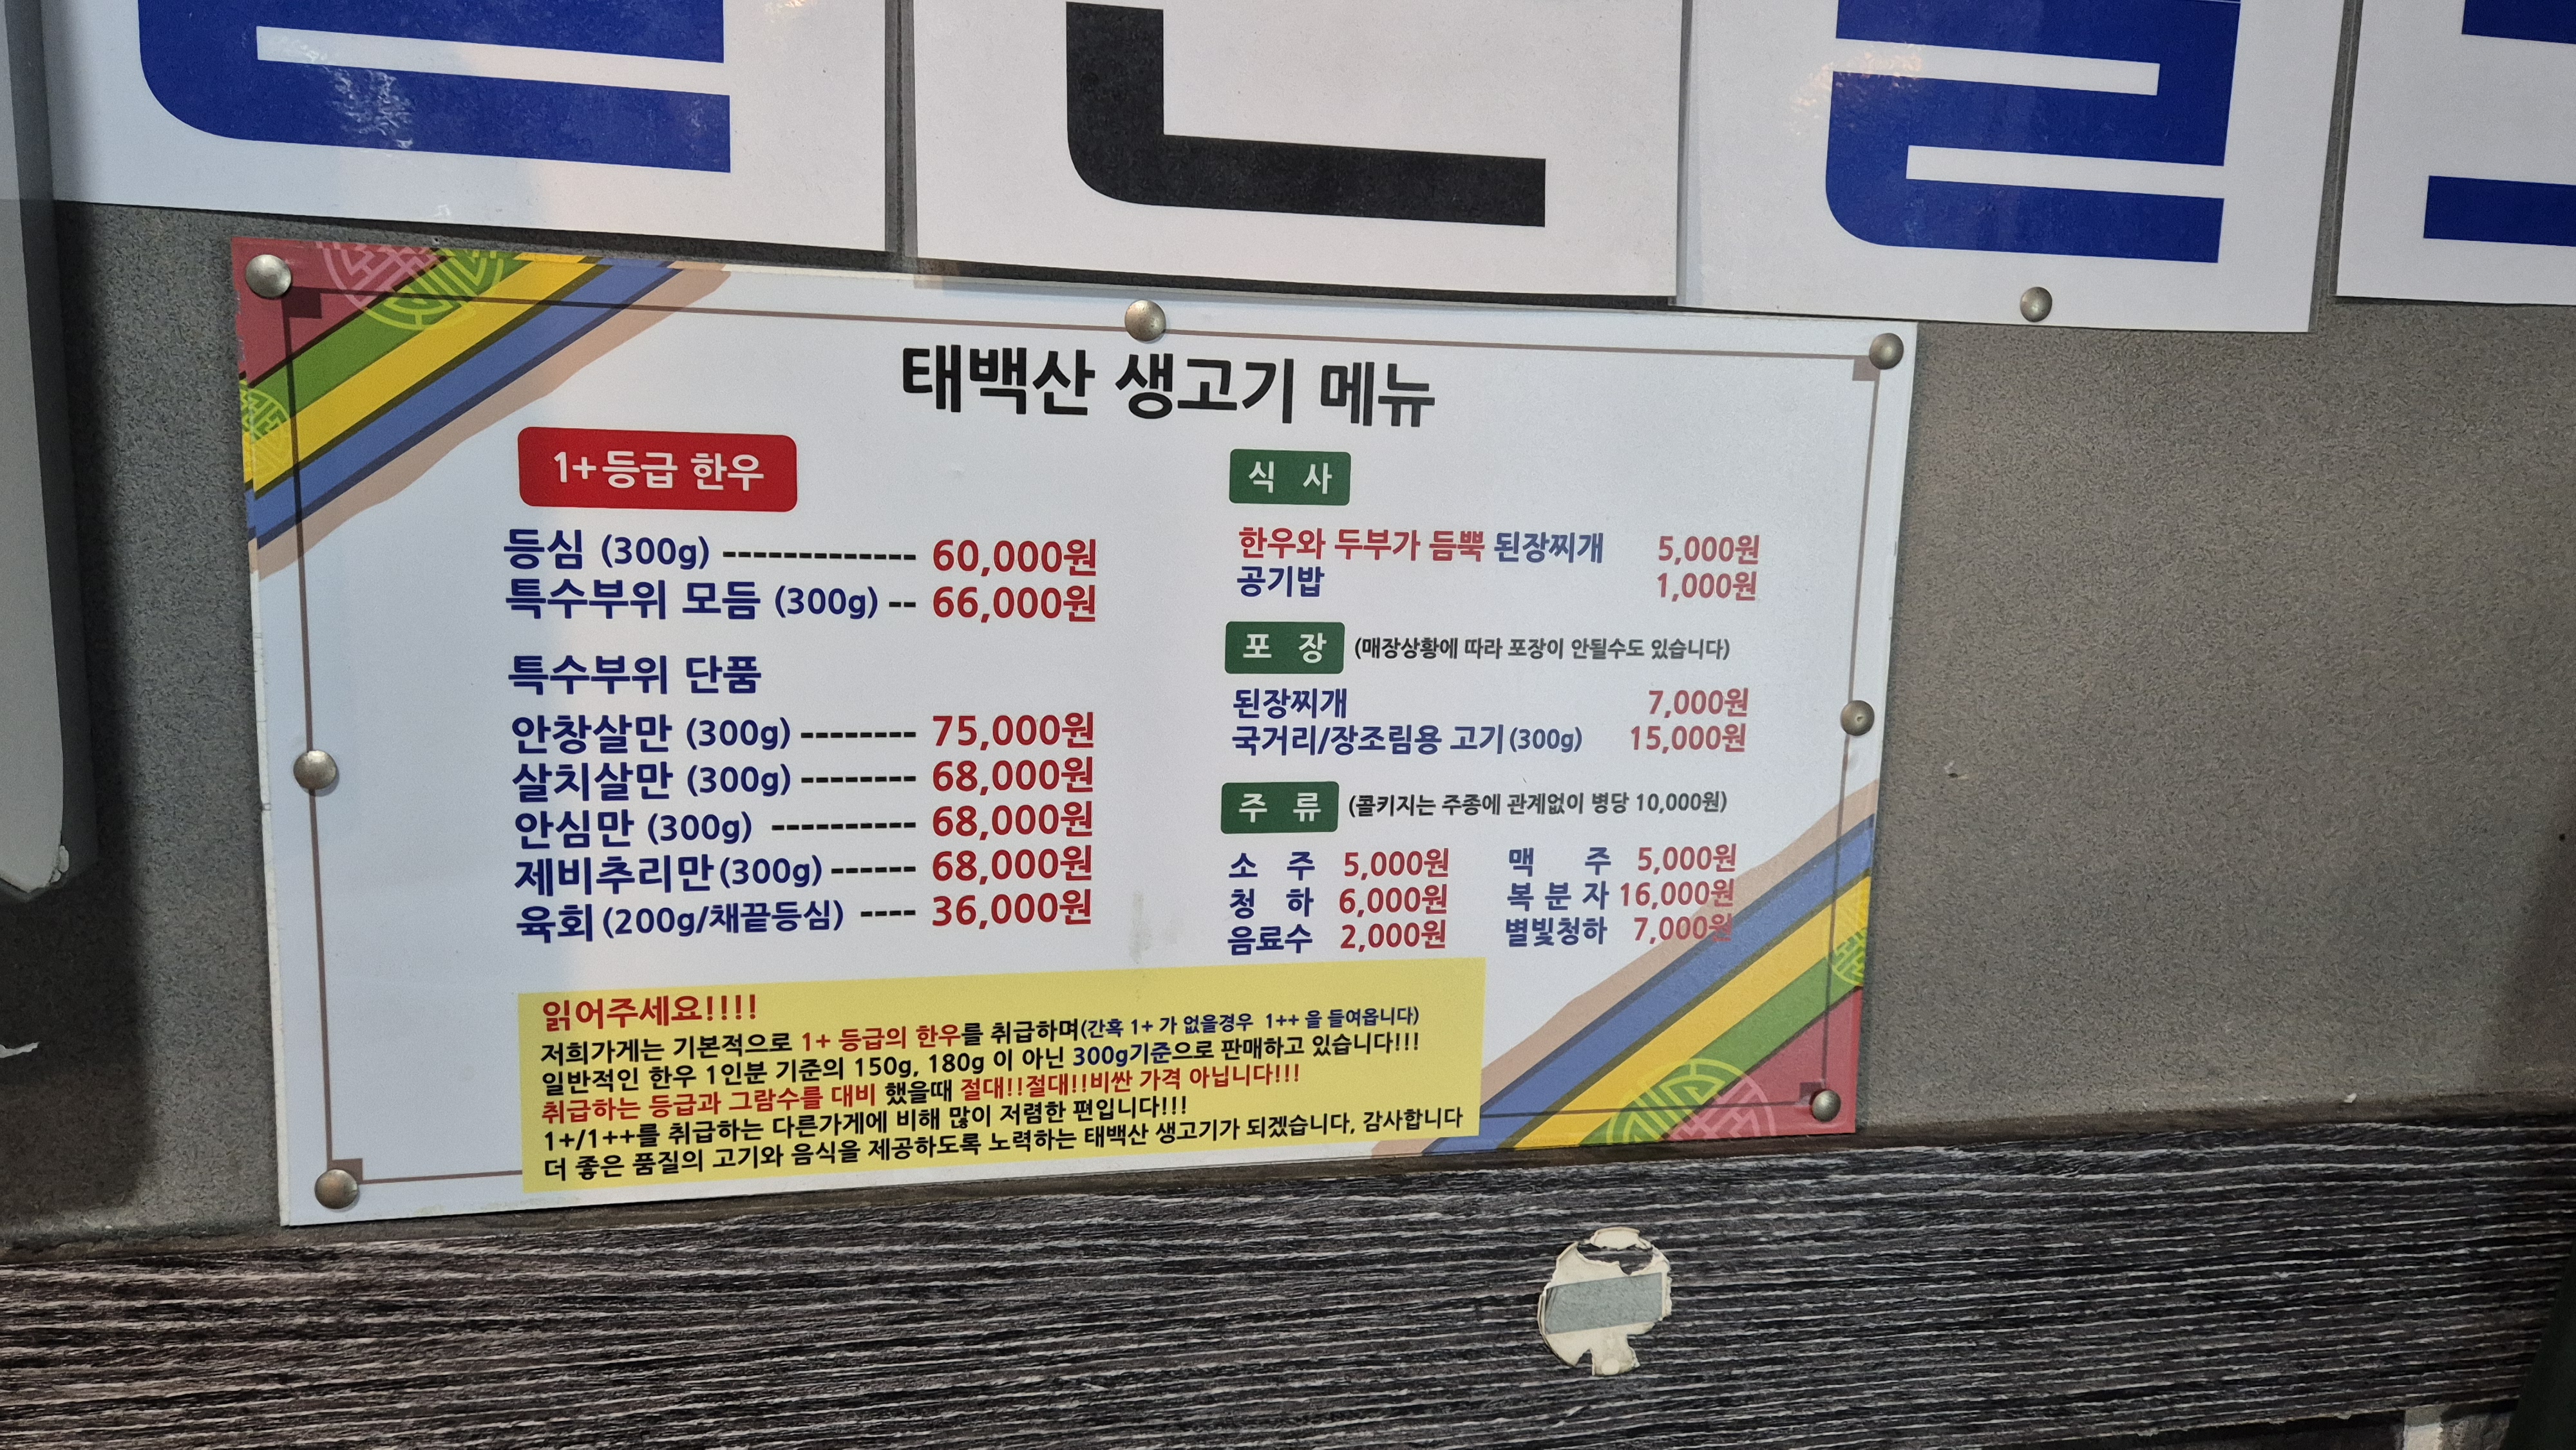 태백산 생고기 메뉴
1+등급 한우
등심 (300g) ------------- 60,000원
특수부위 모듬 (300g) -- 66,000원
특수부위 단품
안창살만 (300g) -------- 75,000원
살치살만 (300g) -------- 68,000원
안심만 (300g) ---------- 68,000원
제비추리만(300g) ------ 68,000원
육회(200g/채끝등심) ---- 36,000원
식 사
한우와 두부가 듬뿍 된장찌개 5,000원
공기밥 1,000원
포 장 (매장상황에 따라 포장이 안될수도 있습니다)
된장찌개 7,000원
국거리/장조림용 고기(300g) 15,000원
주 류 (콜키지는 주종에 관계없이 병당 10,000원)
소 주 5,000원 맥 주 5,000원
청 하 6,000원 복 분 자 16,000원
음료수 2,000원 별빛청하 7,000원
읽어주세요!!!!
저희가게는 기본적으로 1+ 등급의 한우를 취급하며(간혹 1+ 가 없을경우 1++ 을 들여옵니다)
일반적인 한우 1인분 기준의 150g, 180g 이 아닌 300g기준으로 판매하고 있습니다!!!
취급하는 등급과 그람수를 대비 했을때 절대!!절대!!비싼 가격 아닙니다!!!
1+/1++를 취급하는 다른가게에 비해 많이 저렴한 편입니다!!!
더 좋은 품질의 고기와 음식을 제공하도록 노력하는 태백산 생고기가 되겠습니다, 감사합니다